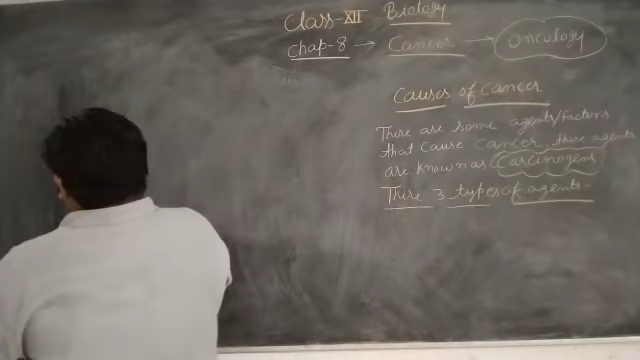 Class-XII Biology
Chap-8 → Cancer → Oncology
Causes of Cancer
There are some agents/Factors
that cause cancer, these agents
are known as Carcinogens
There 3 types of agents-